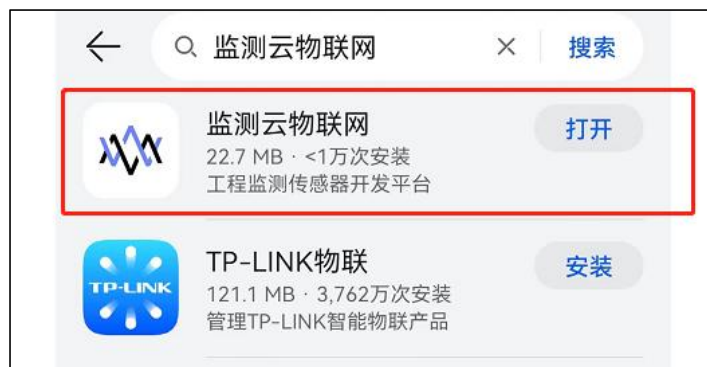 监测云物联网
搜索
监测云物联网
打开
22.7 MB · <1万次安装
工程监测传感器开发平台
TP-LINK
TP-LINK物联
安装
121.1 MB · 3,762万次安装
管理TP-LINK智能物联产品